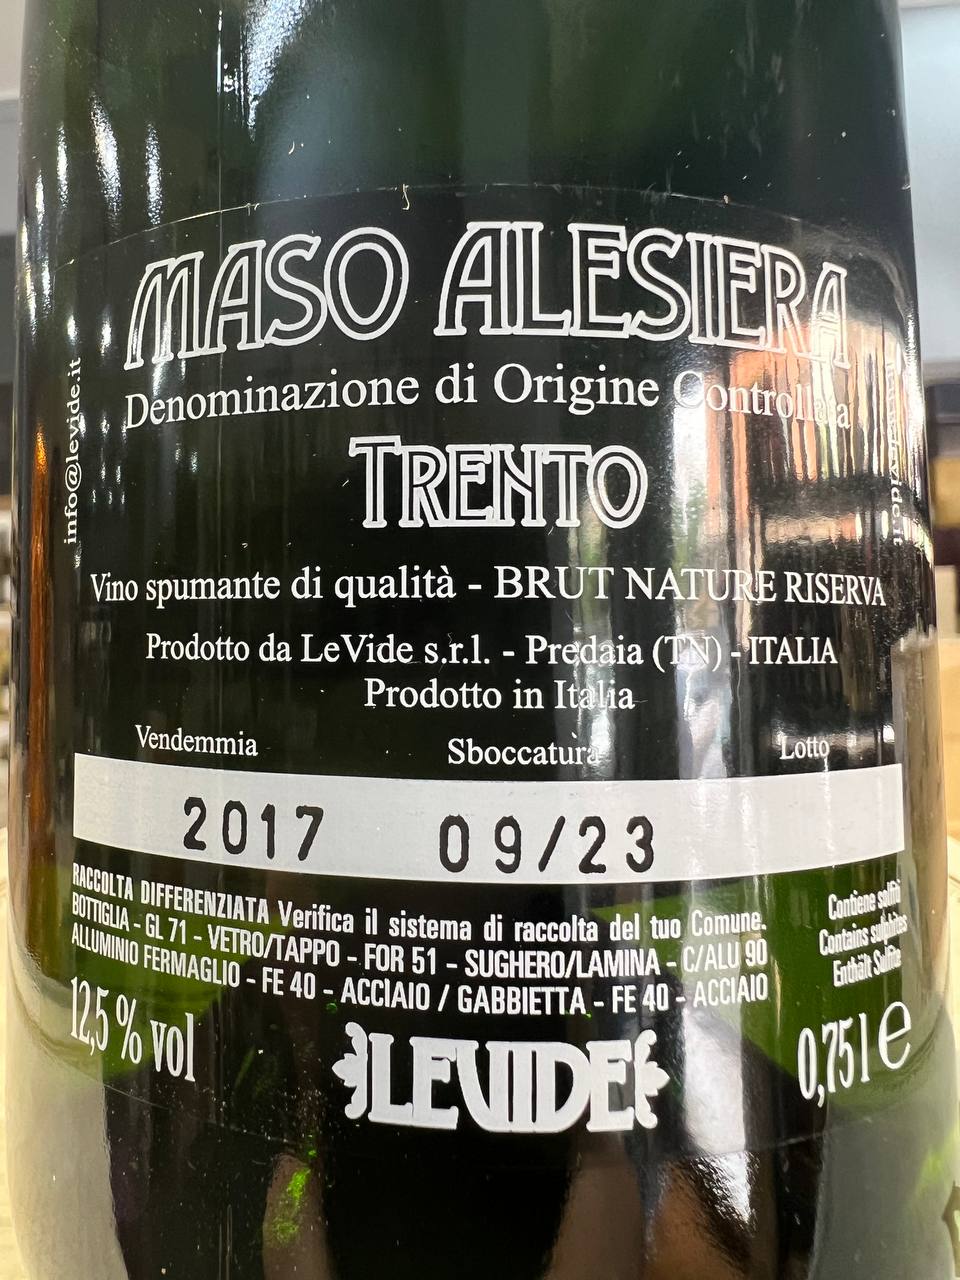 MASO ALESIERA
Denominazione di Origine Controllata
TRENTO
info@levide.it
Vino spumante di qualità - BRUT NATURE RISERVA
Prodotto da LeVide s.r.l. - Predaia (TN) - ITALIA
Prodotto in Italia
Vendemmia Sboccatura Lotto
2017 09/23
RACCOLTA DIFFERENZIATA Verifica il sistema di raccolta del tuo Comune.
BOTTIGLIA - GL 71 - VETRO/TAPPO - FOR 51 - SUGHERO/LAMINA - C/ALU 90
ALLUMINIO FERMAGLIO - FE 40 - ACCIAIO / GABBIETTA - FE 40 - ACCIAIO
Contiene solfiti
Contains sulphites
Enthält Sulfite
12,5 % vol
LEVIDE
0,75 l e